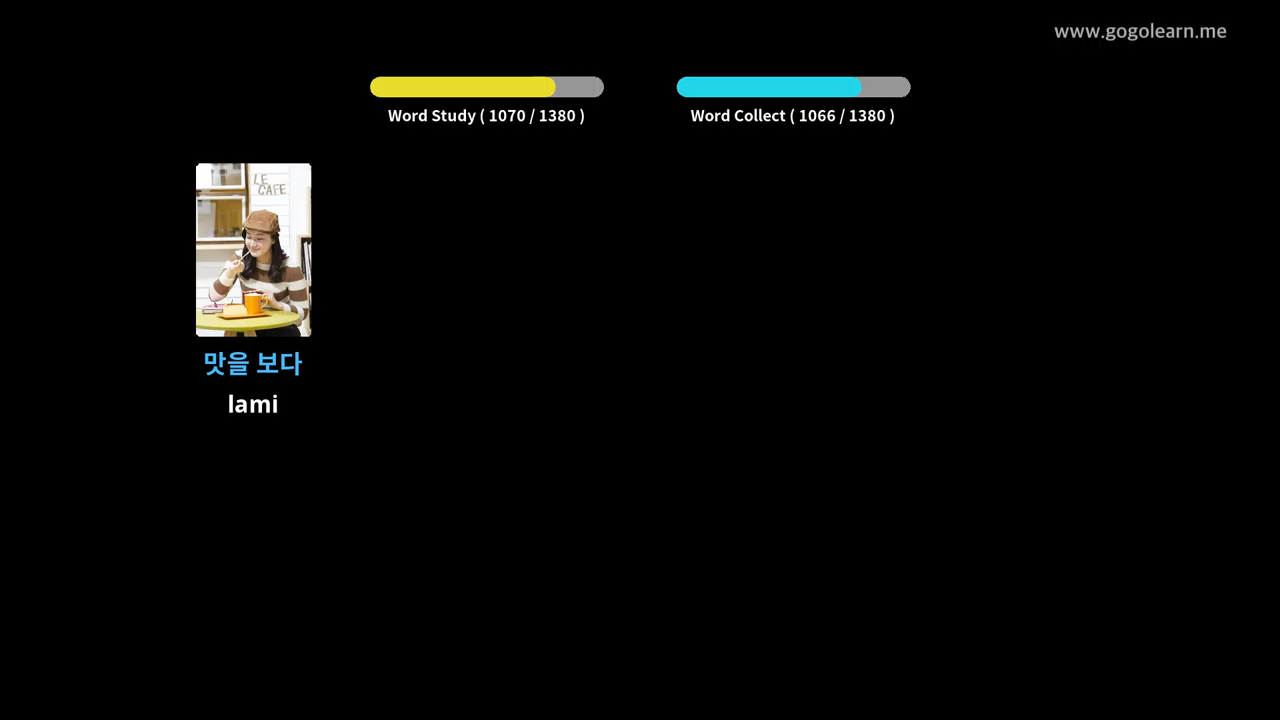 www.gogolearn.me
Word Study ( 1070 / 1380 )
Word Collect ( 1066 / 1380 )
LE
CAFE
맛을 보다
lami